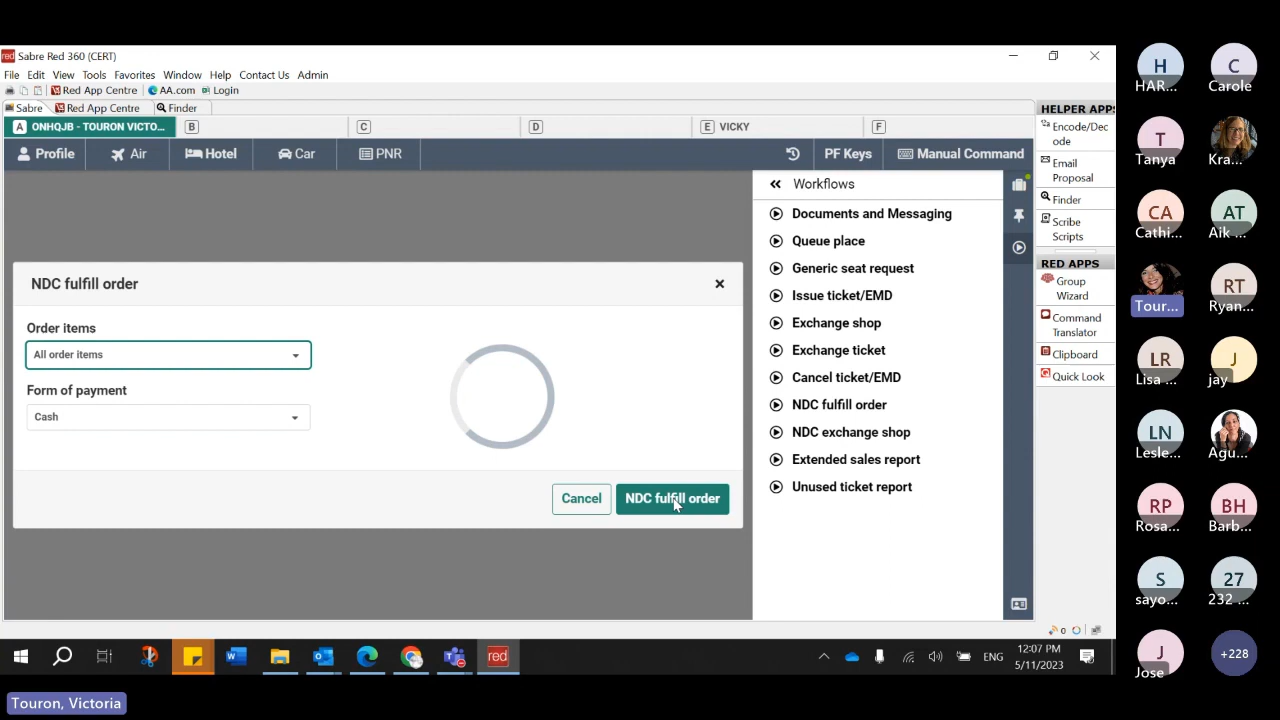 red Sabre Red 360 (CERT)
File Edit View Tools Favorites Window Help Contact Us Admin
Red App Centre AA.com Login
Sabre Red App Centre Finder
A ONHQJB - TOURON VICTO... B C D E VICKY F
Profile Air Hotel Car PNR PF Keys Manual Command
Workflows
Documents and Messaging
Queue place
Generic seat request
Issue ticket/EMD
Exchange shop
Exchange ticket
Cancel ticket/EMD
NDC fulfill order
NDC exchange shop
Extended sales report
Unused ticket report
NDC fulfill order
Order items
All order items
Form of payment
Cash
Cancel NDC fulfill order
HELPER APPS
Encode/Dec
ode
Email
Proposal
Finder
Scribe
Scripts
RED APPS
Group
Wizard
Command
Translator
Clipboard
Quick Look
0
red
ENG
12:07 PM
5/11/2023
Touron, Victoria
H C
HAR... Carole
T
Tanya Kra...
CA AT
Cathi... Aik ...
RT
Tour... Ryan...
LR J
Lisa ... jay
LN
Lesle... Agu...
RP BH
Rosa... Barb...
S 27
sayo... 232 ...
J +228
Jose